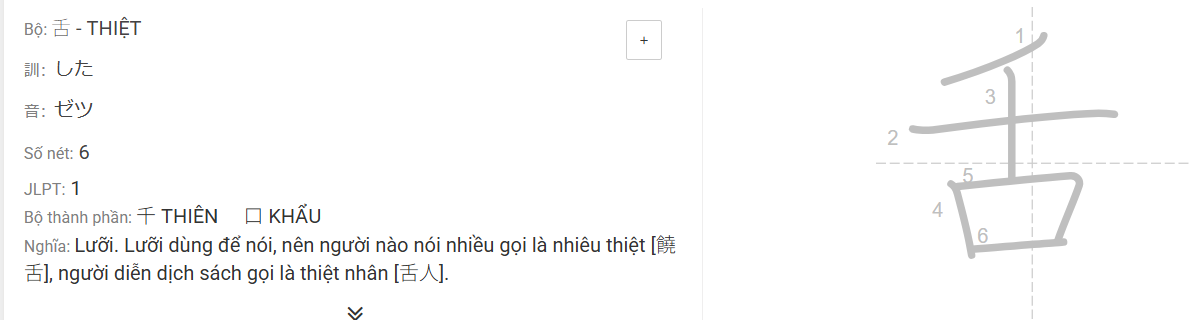 Bộ: 舌 - THIỆT
+
訓: した
音: ゼツ
Số nét: 6
JLPT: 1
Bộ thành phần: 千 THIÊN 口 KHẨU
Nghĩa: Lưỡi. Lưỡi dùng để nói, nên người nào nói nhiều gọi là nhiêu thiệt [饒
舌], người diễn dịch sách gọi là thiệt nhân [舌人].
舌
1
3
2
5
4
6